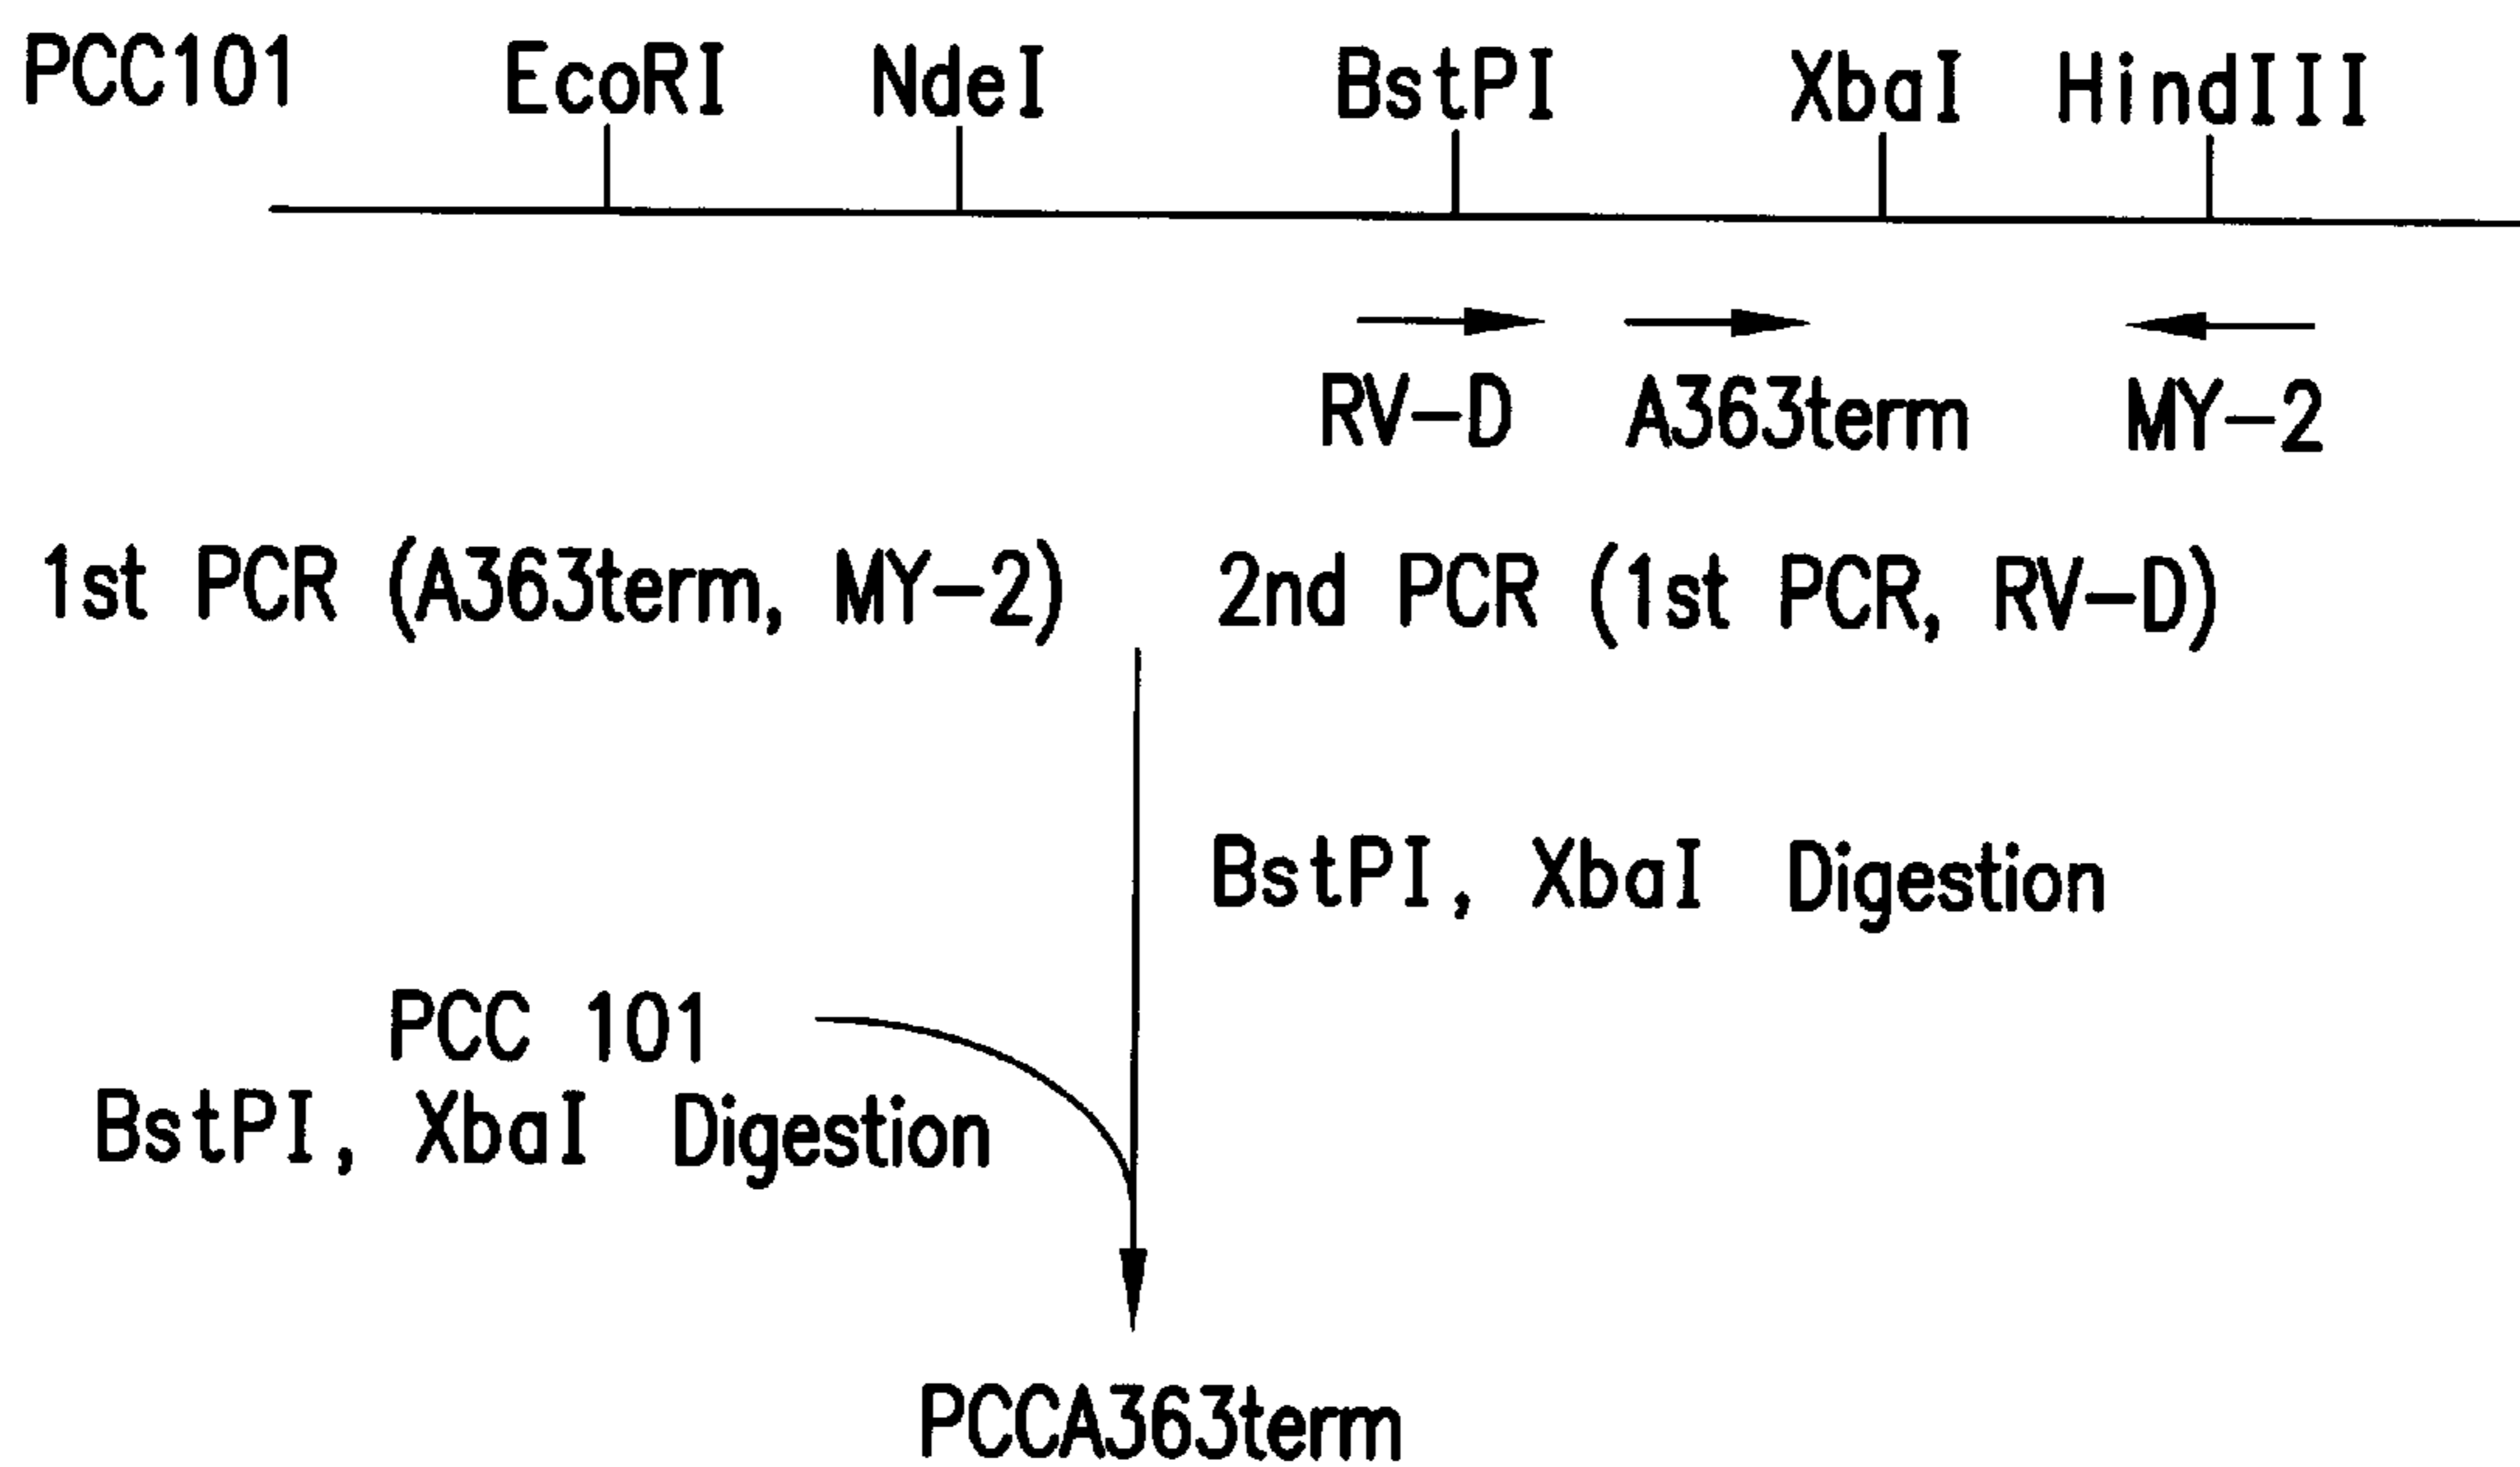 PCC101 EcoRI NdeI BstPI XbaI HindIII
RV-D A363term MY-2
1st PCR (A363term, MY-2) 2nd PCR (1st PCR, RV-D)
BstPI, XbaI Digestion
PCC 101
BstPI, XbaI Digestion
PCCA363term